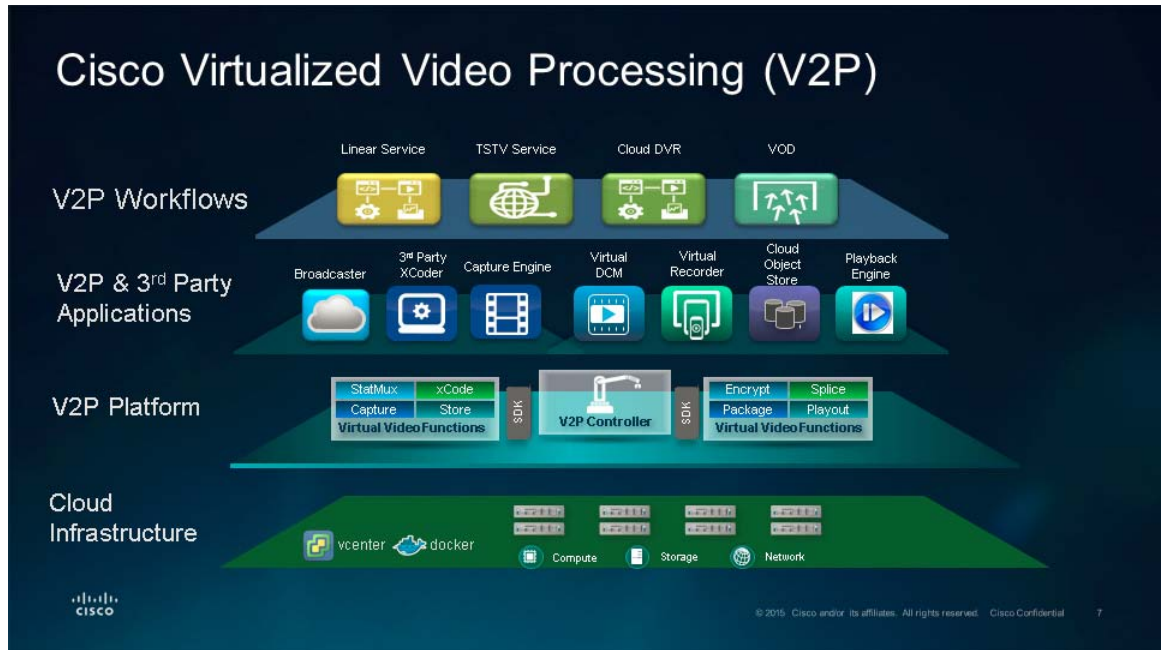 Cisco Virtualized Video Processing (V2P)
Linear Service
TSTV Service
Cloud DVR
VOD
V2P Workflows
Broadcaster
3rd Party
XCoder
Capture Engine
Virtual
DCM
Virtual
Recorder
Cloud
Object
Store
Playback
Engine
V2P & 3rd Party
Applications
V2P Platform
StatMux
xCode
Capture
Store
Virtual Video Functions
SDK
V2P Controller
SDK
Encrypt
Splice
Package
Playout
Virtual Video Functions
Cloud
Infrastructure
vcenter
docker
Compute
Storage
Network
CISCO
© 2015 Cisco and/or its affiliates. All rights reserved. Cisco Confidential 7